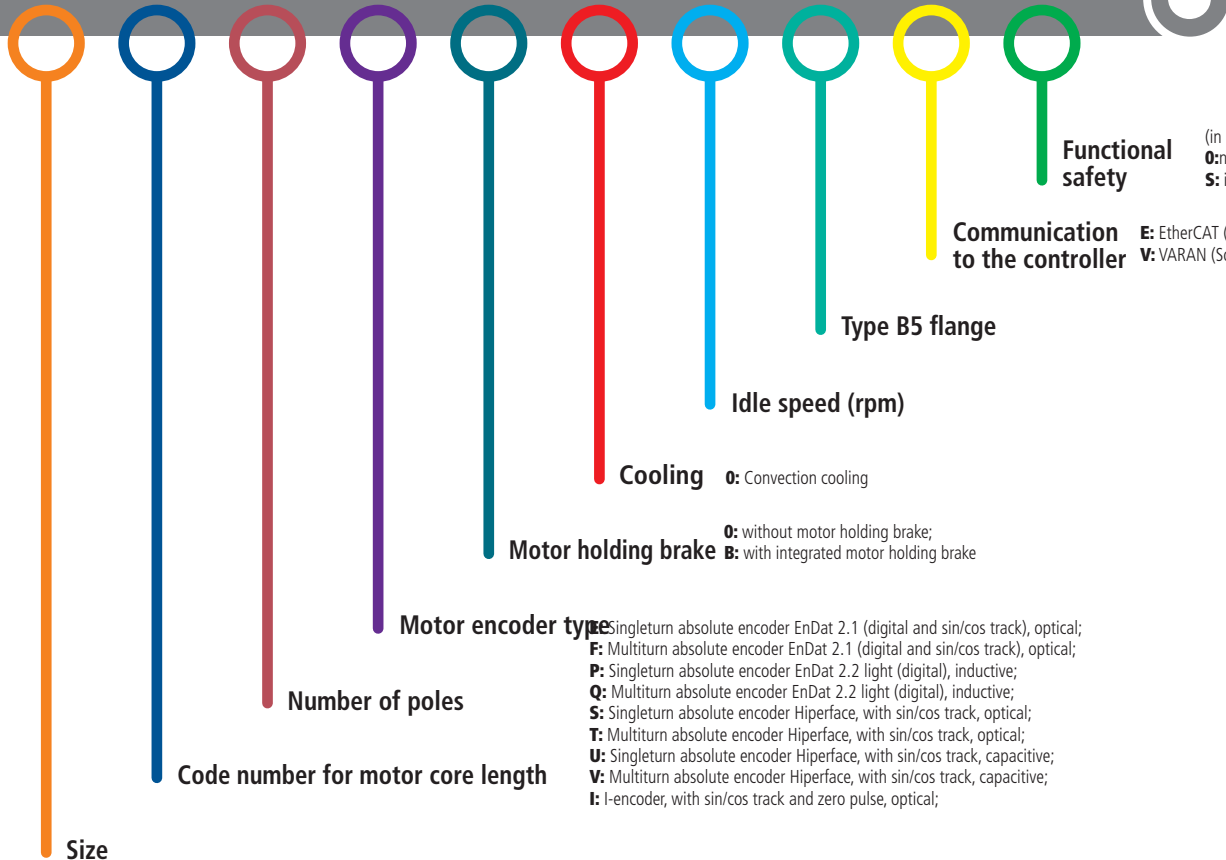 Functional
safety
(in
0:
S:
Communication
to the controller
E: EtherCAT (
V: VARAN (
Type B5 flange
Idle speed (rpm)
Cooling 0: Convection cooling
Motor holding brake
0: without motor holding brake;
B: with integrated motor holding brake
Motor encoder type
E: Singleturn absolute encoder EnDat 2.1 (digital and sin/cos track), optical;
F: Multiturn absolute encoder EnDat 2.1 (digital and sin/cos track), optical;
P: Singleturn absolute encoder EnDat 2.2 light (digital), inductive;
Q: Multiturn absolute encoder EnDat 2.2 light (digital), inductive;
S: Singleturn absolute encoder Hiperface, with sin/cos track, optical;
T: Multiturn absolute encoder Hiperface, with sin/cos track, optical;
U: Singleturn absolute encoder Hiperface, with sin/cos track, capacitive;
V: Multiturn absolute encoder Hiperface, with sin/cos track, capacitive;
I: I-encoder, with sin/cos track and zero pulse, optical;
Number of poles
Code number for motor core length
Size